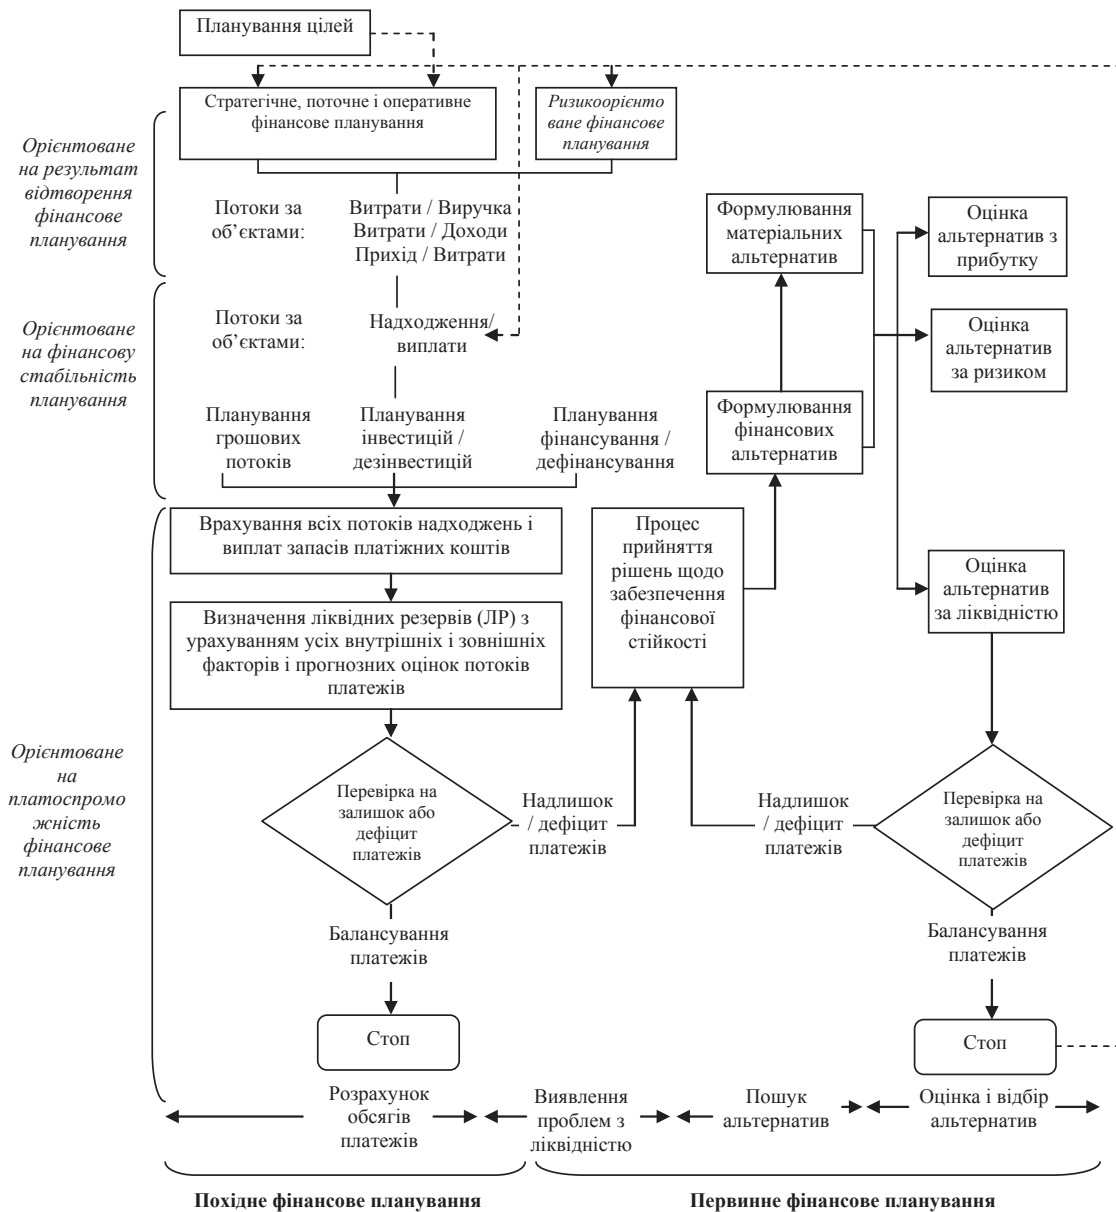 Планування цілей
Стратегічне, поточне і оперативне
фінансове планування
Ризикоорієнто
ване фінансове
планування
Орієнтоване
на результат
відтворення
фінансове
планування
Потоки за
об’єктами:
Витрати / Виручка
Витрати / Доходи
Прихід / Витрати
Формулювання
матеріальних
альтернатив
Оцінка
альтернатив з
прибутку
Орієнтоване
на фінансову
стабільність
планування
Потоки за
об’єктами:
Надходження/
виплати
Оцінка
альтернатив
за ризиком
Планування
грошових
потоків
Планування
інвестицій /
дезінвестицій
Планування
фінансування /
дефінансування
Формулювання
фінансових
альтернатив
Врахування всіх потоків надходжень і
виплат запасів платіжних коштів
Процес
прийняття
рішень щодо
забезпечення
фінансової
стійкості
Оцінка
альтернатив
за ліквідністю
Визначення ліквідних резервів (ЛР) з
урахуванням усіх внутрішніх і зовнішніх
факторів і прогнозних оцінок потоків
платежів
Орієнтоване
на
платоспромо
жність
фінансове
планування
Перевірка на
залишок або
дефіцит
платежів
Надлишок
/ дефіцит
платежів
Надлишок
/ дефіцит
платежів
Перевірка на
залишок або
дефіцит
платежів
Балансування
платежів
Балансування
платежів
Стоп
Стоп
Розрахунок
обсягів
платежів
Виявлення
проблем з
ліквідністю
Пошук
альтернатив
Оцінка і відбір
альтернатив
Похідне фінансове планування
Первинне фінансове планування